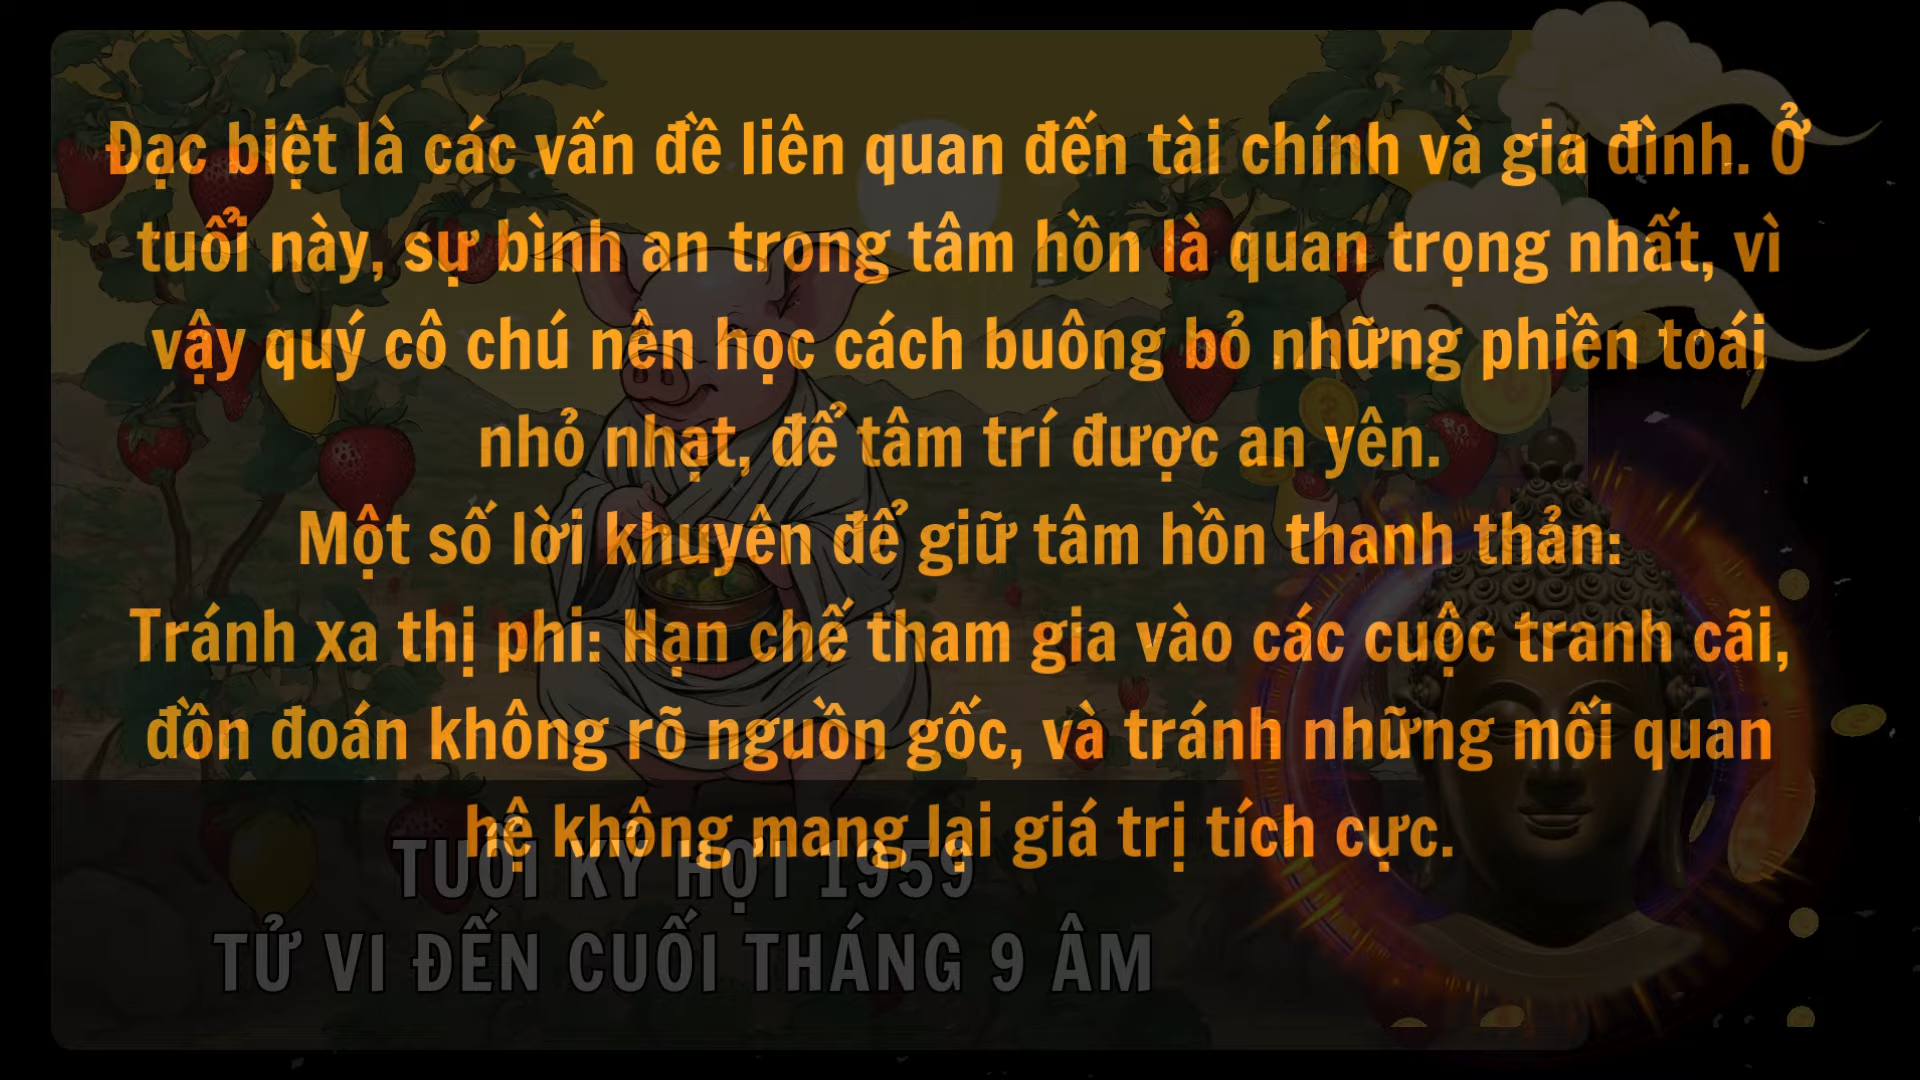 Đạc biệt là các vấn đề liên quan đến tài chính và gia đình. Ở
tuổi này, sự bình an trong tâm hồn là quan trọng nhất, vì
vậy quý cô chú nên học cách buông bỏ những phiền toái
nhỏ nhạt, để tâm trí được an yên.
Một số lời khuyên để giữ tâm hồn thanh thản:
Tránh xa thị phi: Hạn chế tham gia vào các cuộc tranh cãi,
đồn đoán không rõ nguồn gốc, và tránh những mối quan
hệ không mang lại giá trị tích cực.
TUỔI KỶ HỢI 1959
TỬ VI ĐẾN CUỐI THÁNG 9 ÂM